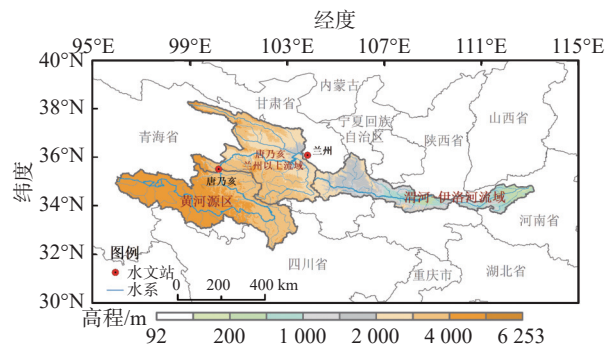 经度
95°E 99°E 103°E 107°E 111°E 115°E
40°N
38°N
36°N
34°N
32°N
30°N
纬度
内蒙古
甘肃省
宁夏回族
自治区
山西省
陕西省
青海省
兰州
唐乃亥
兰州以上流域
唐乃亥
黄河源区
渭河-伊洛河流域
河南省
四川省
湖北省
重庆市
图例
水文站
水系
0 200 400 km
高程/m
92 200 1 000 2 000 4 000 6 253